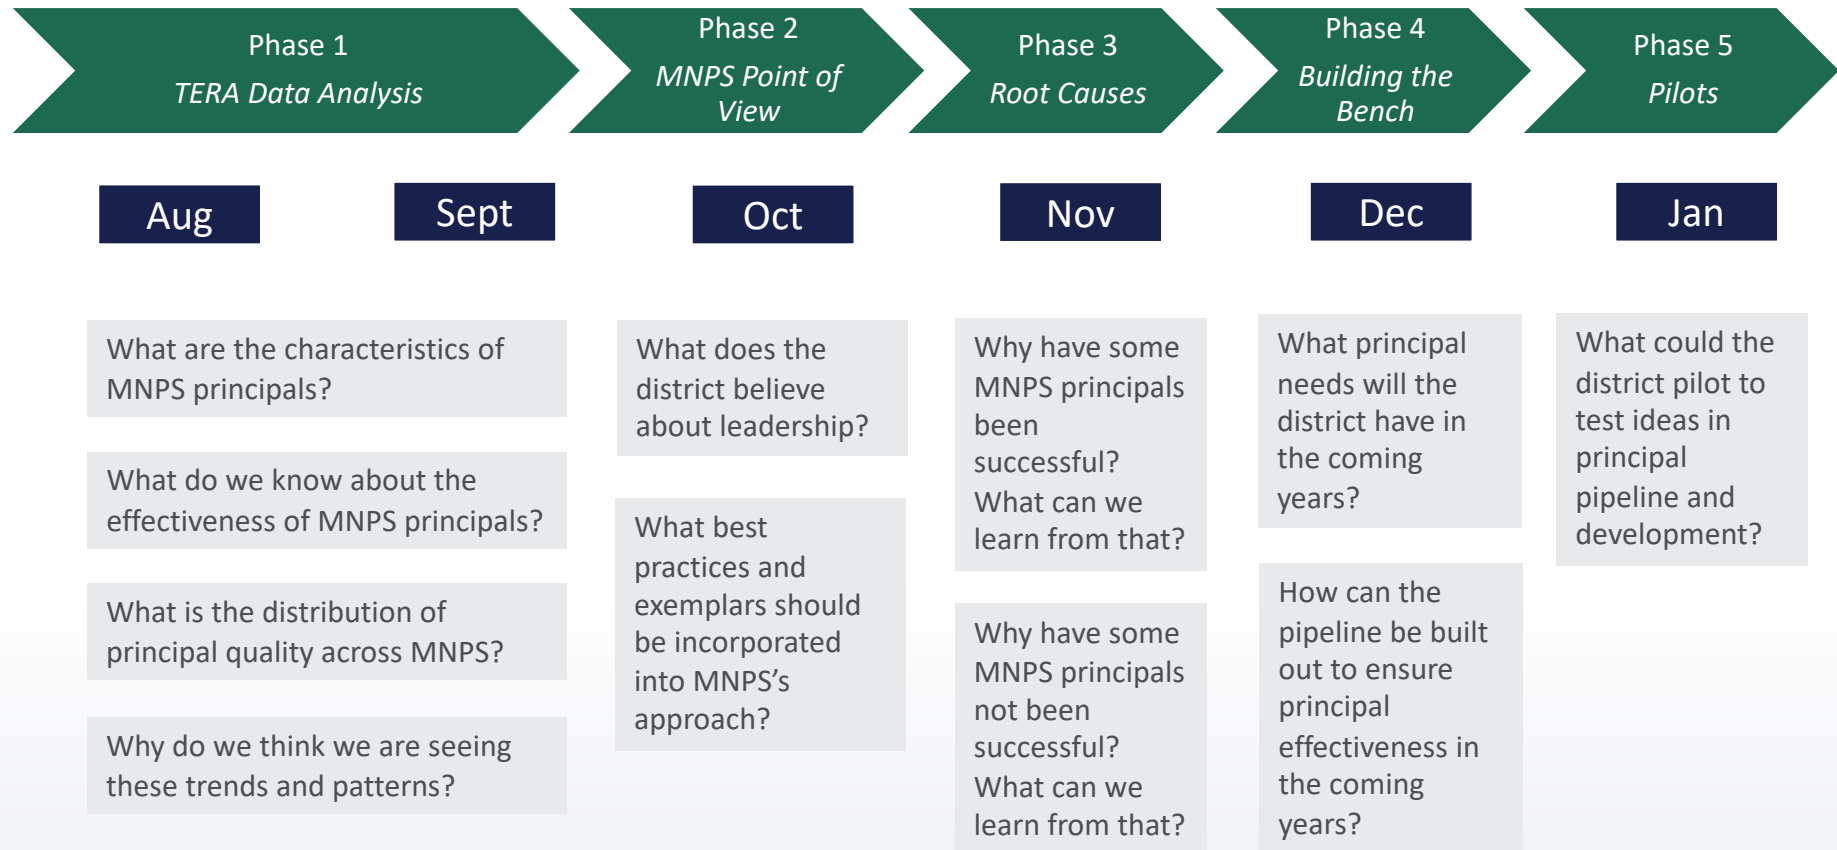 Phase 1
TERA Data Analysis
Phase 2
MNPS Point of
View
Phase 3
Root Causes
Phase 4
Building the
Bench
Phase 5
Pilots
Aug
Sept
Oct
Nov
Dec
Jan
What are the characteristics of
MNPS principals?
What do we know about the
effectiveness of MNPS principals?
What is the distribution of
principal quality across MNPS?
Why do we think we are seeing
these trends and patterns?
What does the
district believe
about leadership?
What best
practices and
exemplars should
be incorporated
into MNPS’s
approach?
Why have some
MNPS principals
been
successful?
What can we
learn from that?
Why have some
MNPS principals
not been
successful?
What can we
learn from that?
What principal
needs will the
district have in
the coming
years?
How can the
pipeline be built
out to ensure
principal
effectiveness in
the coming
years?
What could the
district pilot to
test ideas in
principal
pipeline and
development?